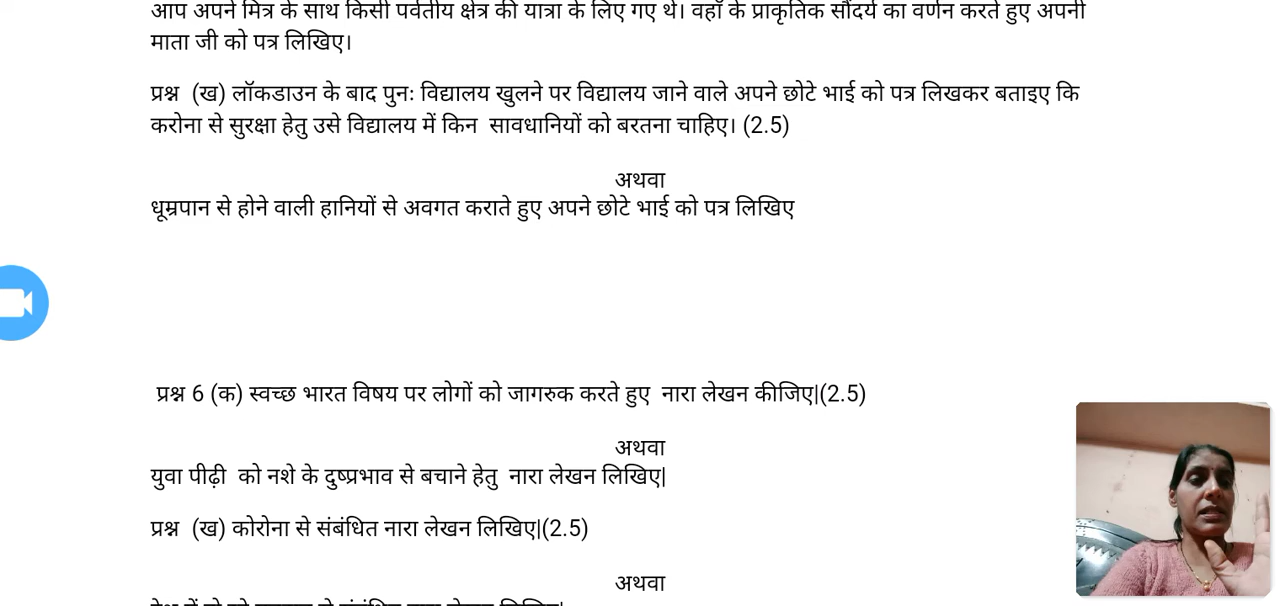 आप अपने मित्र के साथ किसी पर्वतीय क्षेत्र की यात्रा के लिए गए थे। वहाँ के प्राकृतिक सौंदर्य का वर्णन करते हुए अपनी
माता जी को पत्र लिखिए।
प्रश्न (ख) लॉकडाउन के बाद पुनः विद्यालय खुलने पर विद्यालय जाने वाले अपने छोटे भाई को पत्र लिखकर बताइए कि
करोना से सुरक्षा हेतु उसे विद्यालय में किन सावधानियों को बरतना चाहिए। (2.5)
अथवा
धूम्रपान से होने वाली हानियों से अवगत कराते हुए अपने छोटे भाई को पत्र लिखिए
प्रश्न 6 (क) स्वच्छ भारत विषय पर लोगों को जागरुक करते हुए नारा लेखन कीजिए|(2.5)
अथवा
युवा पीढ़ी को नशे के दुष्प्रभाव से बचाने हेतु नारा लेखन लिखिए|
प्रश्न (ख) कोरोना से संबंधित नारा लेखन लिखिए|(2.5)
अथवा